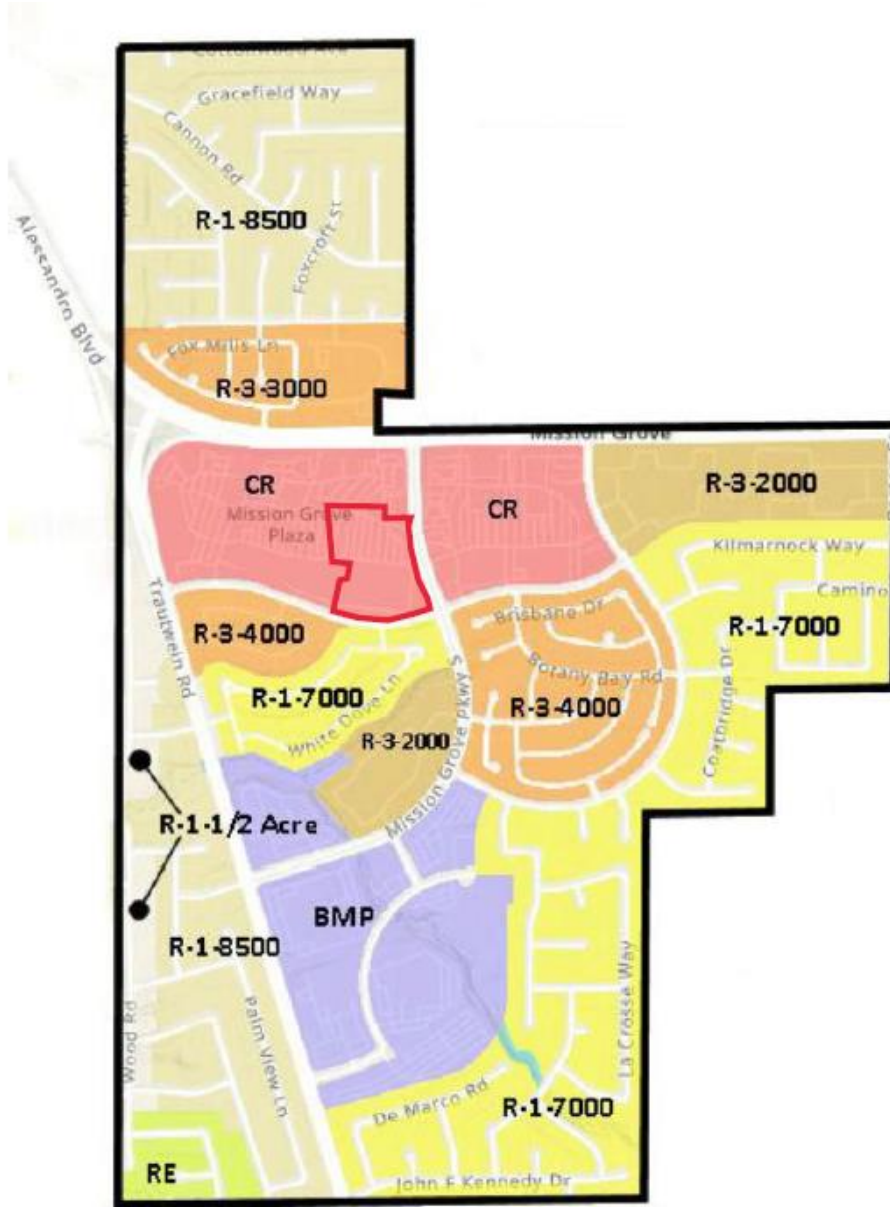 Gracefield Way
Cannon Rd
R-1-8500
Foxcroft St
Alessandro Blvd
Fox Mills Ln
R-3-3000
Mission Grove
CR
CR
R-3-2000
Mission Grove
Plaza
Kilmarnock Way
Camino
Trautwein Rd
Brisbane Dr
R-3-4000
R-1-7000
Botany Bay Rd
R-1-7000
White Dove Ln
R-3-4000
Coatbridge Dr
R-3-2000
Mission Grove Pkwy S
R-1-1/2 Acre
BMP
R-1-8500
La Crosse Way
Wood Rd
Palm View Ln
De Marco Rd
R-1-7000
RE
John F Kennedy Dr